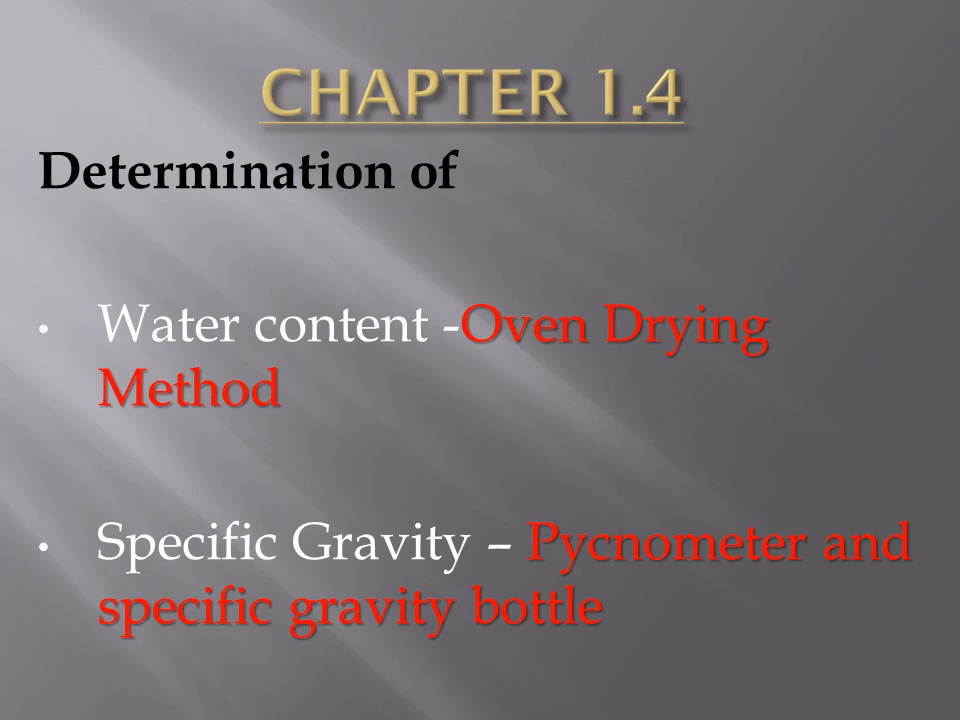 CHAPTER 1.4
Determination of
• Water content -Oven Drying
Method
• Specific Gravity – Pycnometer and
specific gravity bottle